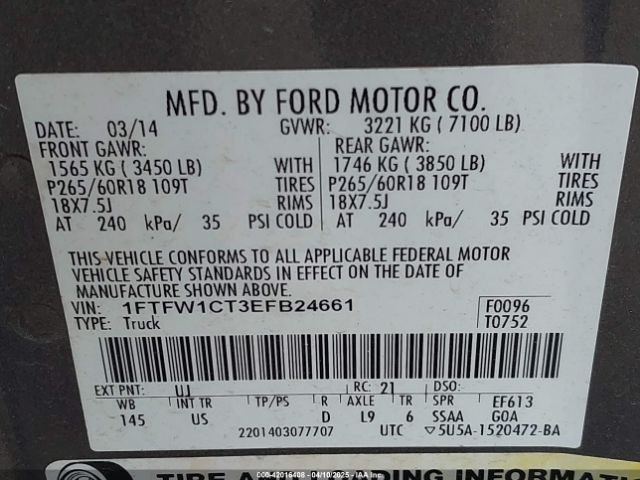 MFD. BY FORD MOTOR CO.
DATE: 03/14 GVWR: 3221 KG ( 7100 LB)
FRONT GAWR: REAR GAWR:
1565 KG ( 3450 LB) WITH 1746 KG ( 3850 LB) WITH
P265/60R18 109T TIRES P265/60R18 109T TIRES
18X7.5J RIMS 18X7.5J RIMS
AT 240 kPa/ 35 PSI COLD AT 240 kPa/ 35 PSI COLD
THIS VEHICLE CONFORMS TO ALL APPLICABLE FEDERAL MOTOR
VEHICLE SAFETY STANDARDS IN EFFECT ON THE DATE OF
MANUFACTURE SHOWN ABOVE.
VIN: 1FTFW1CT3EFB24661 F0096
TYPE: Truck T0752
EXT PNT: UJ RC: 21 DSO:
WB INT TR TP/PS R AXLE TR SPR EF613
145 US D L9 6 SSAA GOA
2201403077707 UTC ▽5U5A-1520472-BA
TIRE A DING INFORMATION
000-42016408 - 04/10/2025 - IAA Inc.